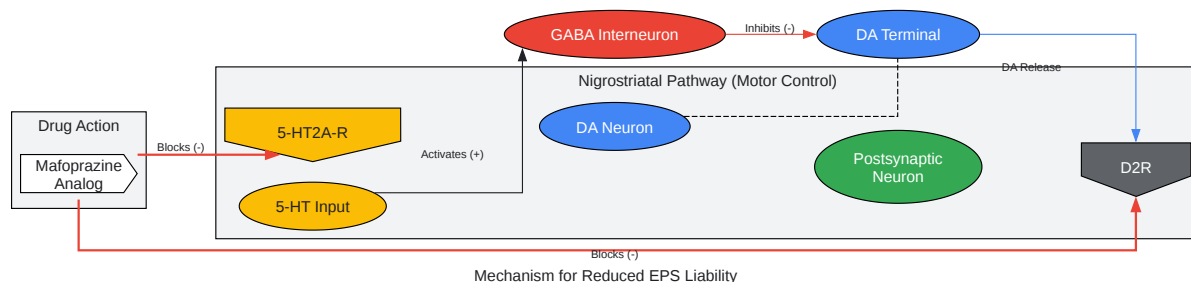 GABA Interneuron
Inhibits (-)
DA Terminal
DA Release
Nigrostriatal Pathway (Motor Control)
Drug Action
Mafoprazine
Analog
Blocks (-)
5-HT2A-R
Activates (+)
5-HT Input
DA Neuron
Postsynaptic
Neuron
D2R
Blocks (-)
Mechanism for Reduced EPS Liability